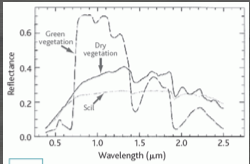 0.6
0.4
0.2
0.0
Reflectance
Green
vegetation
Dry
vegetation
Soil
0.5
1.0
1.5
2.0
2.5
Wavelength (μm)